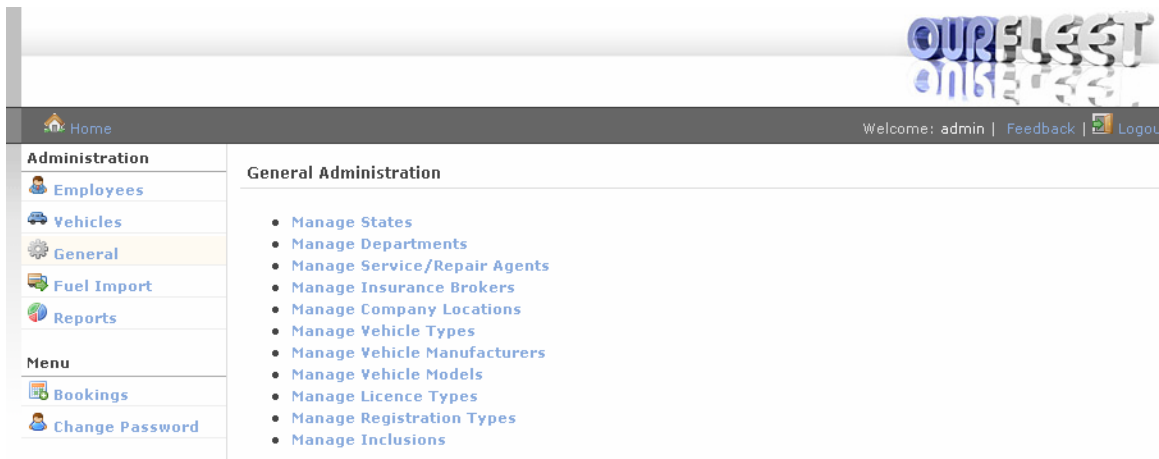 OURFLEET
Home
Welcome: admin | Feedback | Logou
Administration
Employees
Vehicles
General
Fuel Import
Reports
Menu
Bookings
Change Password
General Administration
• Manage States
• Manage Departments
• Manage Service/Repair Agents
• Manage Insurance Brokers
• Manage Company Locations
• Manage Vehicle Types
• Manage Vehicle Manufacturers
• Manage Vehicle Models
• Manage Licence Types
• Manage Registration Types
• Manage Inclusions